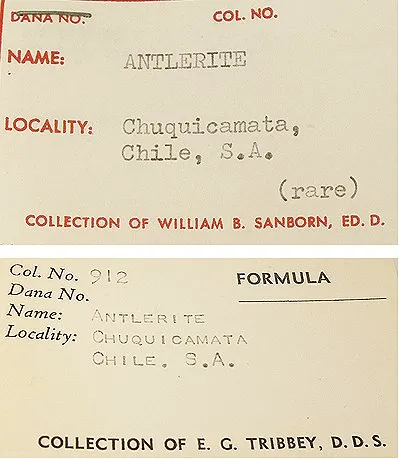 DANA NO. COL. NO.
NAME: ANTLERITE
LOCALITY: Chuquicamata,
Chile, S.A.
(rare)
COLLECTION OF WILLIAM B. SANBORN, ED. D.
Col. No. 912 FORMULA
Dana No.
Name: ANTLERITE
Locality: CHUQUICAMATA
CHILE, S.A.
COLLECTION OF E. G. TRIBBEY, D.D.S.